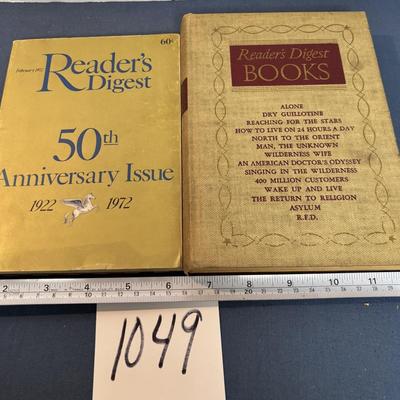 February 1972
60¢
Reader's
Digest
50th
Anniversary Issue
1922 1972
Reader's Digest
BOOKS
ALONE
DRY GUILLOTINE
REACHING FOR THE STARS
HOW TO LIVE ON 24 HOURS A DAY
NORTH TO THE ORIENT
MAN, THE UNKNOWN
WILDERNESS WIFE
AN AMERICAN DOCTOR'S ODYSSEY
SINGING IN THE WILDERNESS
400 MILLION CUSTOMERS
WAKE UP AND LIVE
THE RETURN TO RELIGION
ASYLUM
R.F.D.
2 3 4 5 6 7 8 9 10 11
1049